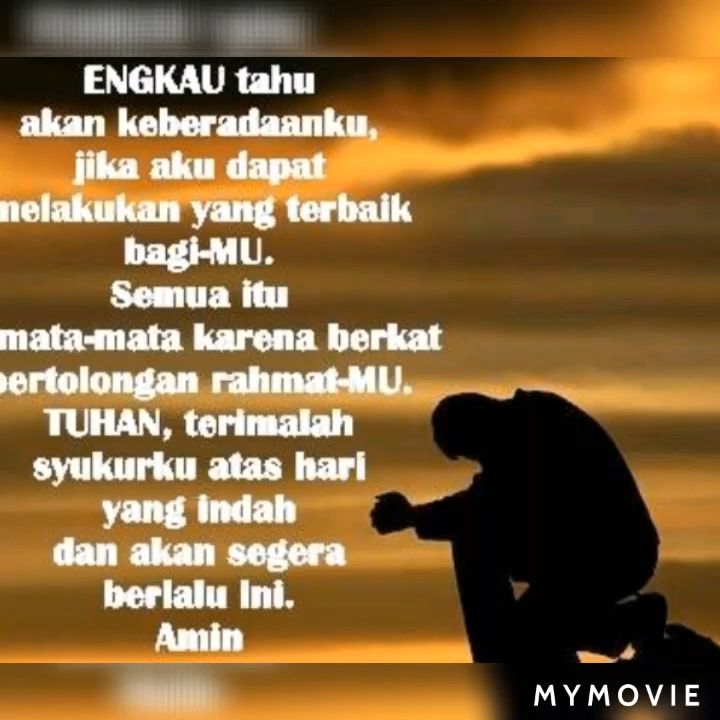 ENGKAU tahu
akan keberadaanku,
jika aku dapat
nelakukan yang terbaik
bagi-MU.
Semua itu
mata-mata karena berkat
pertolongan rahmat-MU.
TUHAN, terimalah
syukurku atas hari
yang indah
dan akan segera
berlalu ini.
Amin
MYMOVIE